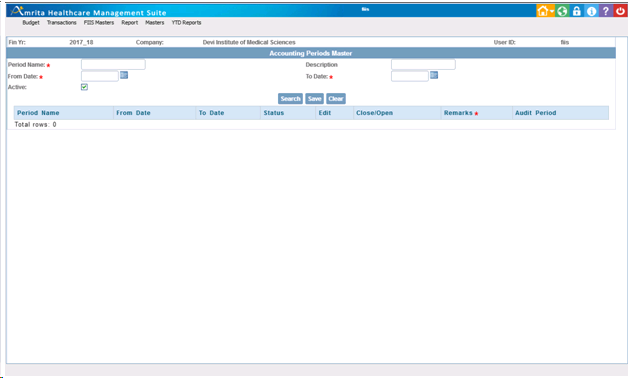 Amrita Healthcare Management Suite fiis ?
Budget Transactions FIIS Masters Report Masters YTD Reports
Fin Yr: 2017_18 Company: Devi Institute of Medical Sciences User ID: fiis
Accounting Periods Master
Period Name: * Description
From Date: * To Date: *
Active:
Search Save Clear
Period Name From Date To Date Status Edit Close/Open Remarks * Audit Period
Total rows: 0